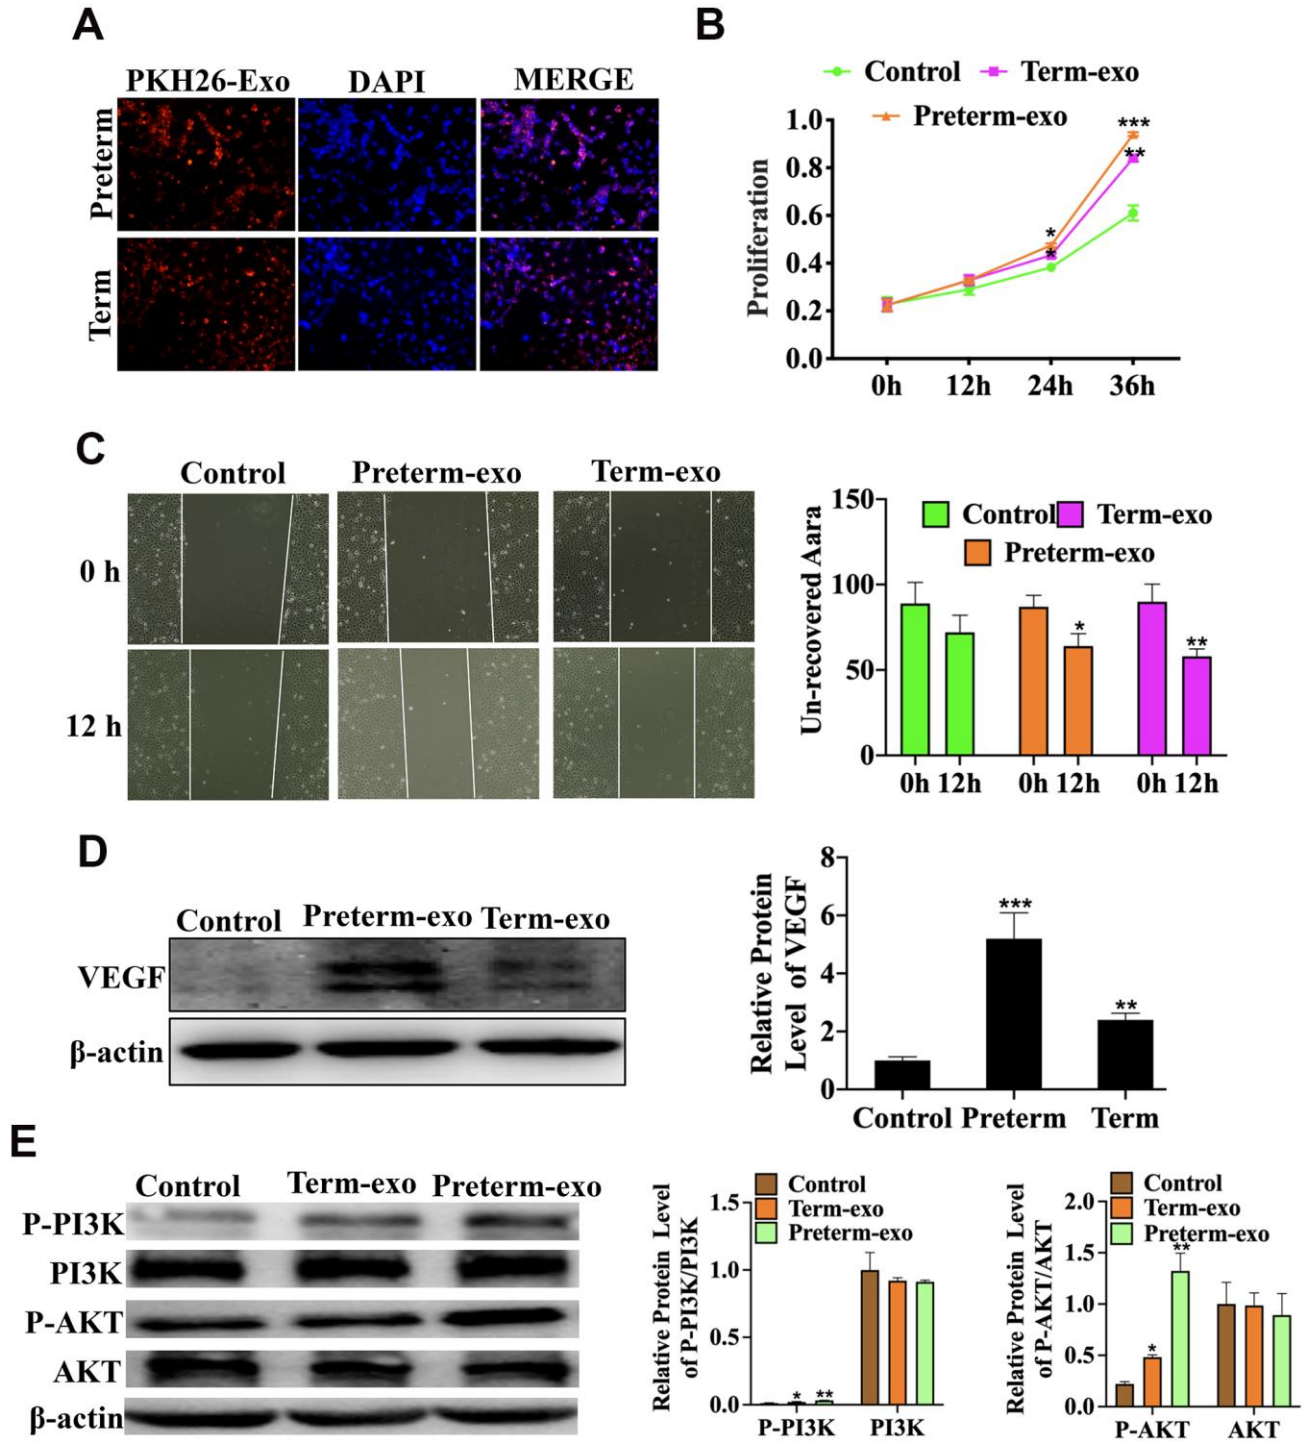 A
PKH26-Exo DAPI MERGE
Preterm
Term
B
Control Term-exo
Preterm-exo
Proliferation
1.0
0.8
0.6
0.4
0.2
0.0
***
**
*
*
0h 12h 24h 36h
C
Control Preterm-exo Term-exo
0 h
12 h
Un-recovered Aara
150
100
50
0
Control Term-exo
Preterm-exo
*
**
0h 12h 0h 12h 0h 12h
D
Control Preterm-exo Term-exo
VEGF
β-actin
Relative Protein
Level of VEGF
8
6
4
2
0
***
**
Control Preterm Term
E
Control Term-exo Preterm-exo
P-PI3K
PI3K
P-AKT
AKT
β-actin
Relative Protein Level
of P-PI3K/PI3K
1.5
1.0
0.5
0.0
Control
Term-exo
Preterm-exo
* **
P-PI3K PI3K
Relative Protein Level
of P-AKT/AKT
2.0
1.5
1.0
0.5
0.0
Control
Term-exo
Preterm-exo
**
*
P-AKT AKT